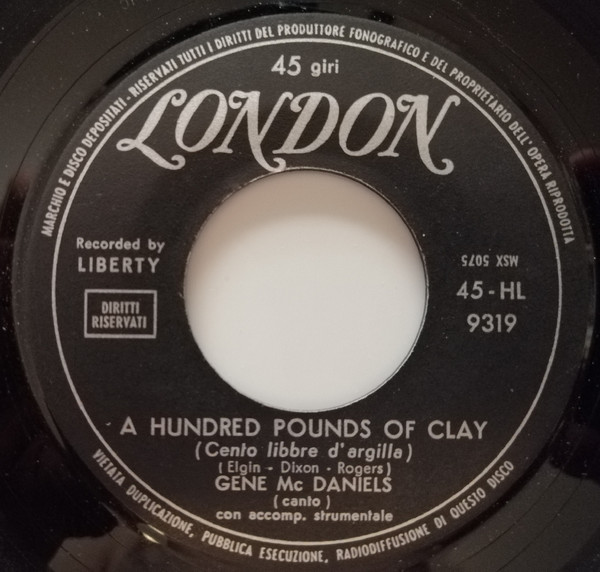 MARCHIO E DISCO DEPOSITATI - RISERVATI TUTTI I DIRITTI DEL PRODUTTORE FONOGRAFICO E DEL PROPRIETARIO DELL'OPERA RIPRODOTTA
45 giri
LONDON
Recorded by
LIBERTY
DIRITTI
RISERVATI
MSX 5075
45-HL
9319
A HUNDRED POUNDS OF CLAY
(Cento libbre d'argilla)
(Elgin - Dixon - Rogers)
GENE Mc DANIELS
(canto)
con accomp. strumentale
VIETATA DUPLICAZIONE, PUBBLICA ESECUZIONE, RADIODIFFUSIONE DI QUESTO DISCO